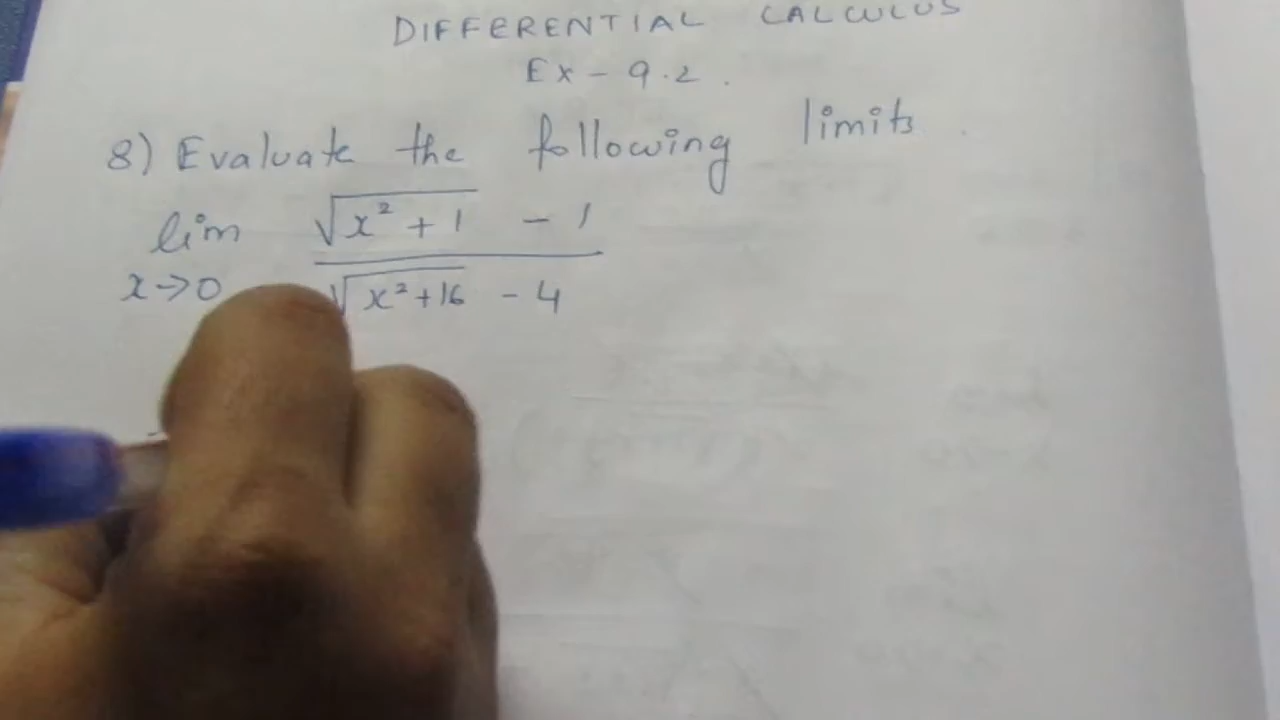 DIFFERENTIAL CALCULUS
Ex - 9.2.
8) Evaluate the following limits.
lim x→0 √(x² + 1) - 1
√(x² + 16) - 4